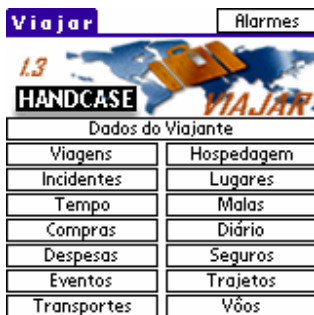 Viajar Alarmes
1.3
HANDCASE VIAJAR
Dados do Viajante
Viagens Hospedagem
Incidentes Lugares
Tempo Malas
Compras Diário
Despesas Seguros
Eventos Trajetos
Transportes Vôos